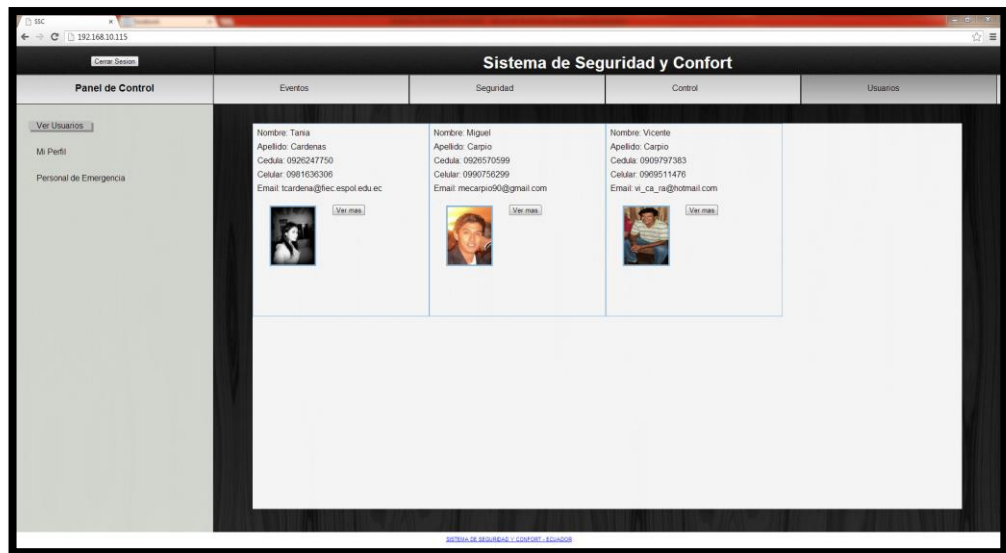 SSC
facebook
192.168.10.115
Cerrar Sesion
Sistema de Seguridad y Confort
Panel de Control
Eventos
Seguridad
Control
Usuarios
Ver Usuarios
Mi Perfil
Personal de Emergencia
Nombre: Tania
Apellido: Cardenas
Cedula: 0926247750
Celular: 0981636306
Email: tcardena@fiec.espol.edu.ec
Ver mas
Nombre: Miguel
Apellido: Carpio
Cedula: 0926570599
Celular: 0990756299
Email: mecarpio90@gmail.com
Ver mas
Nombre: Vicente
Apellido: Carpio
Cedula: 0909797383
Celular: 0969511476
Email: vi_ca_ra@hotmail.com
Ver mas
SISTEMA DE SEGURIDAD Y CONFORT - ECUADOR